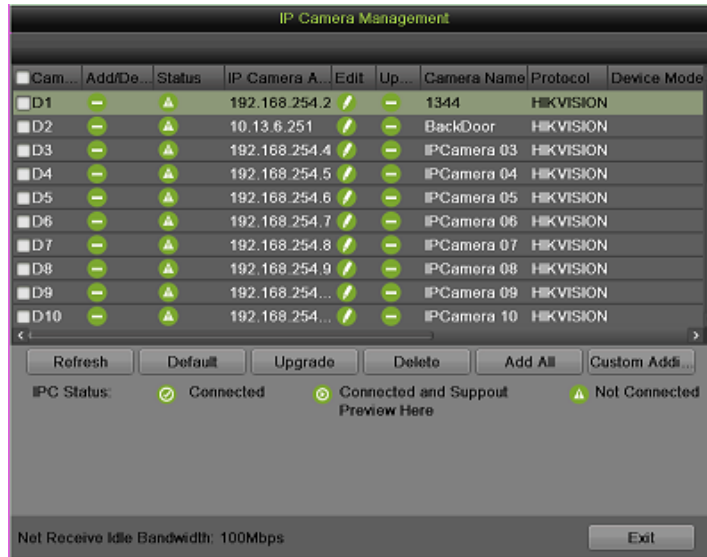 IP Camera Management
Cam... Add/De... Status IP Camera A... Edit Up... Camera Name Protocol Device Mode
D1 192.168.254.2 1344 HIKVISION
D2 10.13.6.251 BackDoor HIKVISION
D3 192.168.254.4 IPCamera 03 HIKVISION
D4 192.168.254.5 IPCamera 04 HIKVISION
D5 192.168.254.6 IPCamera 05 HIKVISION
D6 192.168.254.7 IPCamera 06 HIKVISION
D7 192.168.254.8 IPCamera 07 HIKVISION
D8 192.168.254.9 IPCamera 08 HIKVISION
D9 192.168.254... IPCamera 09 HIKVISION
D10 192.168.254... IPCamera 10 HIKVISION
Refresh Default Upgrade Delete Add All Custom Addi...
IPC Status: Connected Connected and Suppout Not Connected
Preview Here
Net Receive Idle Bandwidth: 100Mbps Exit